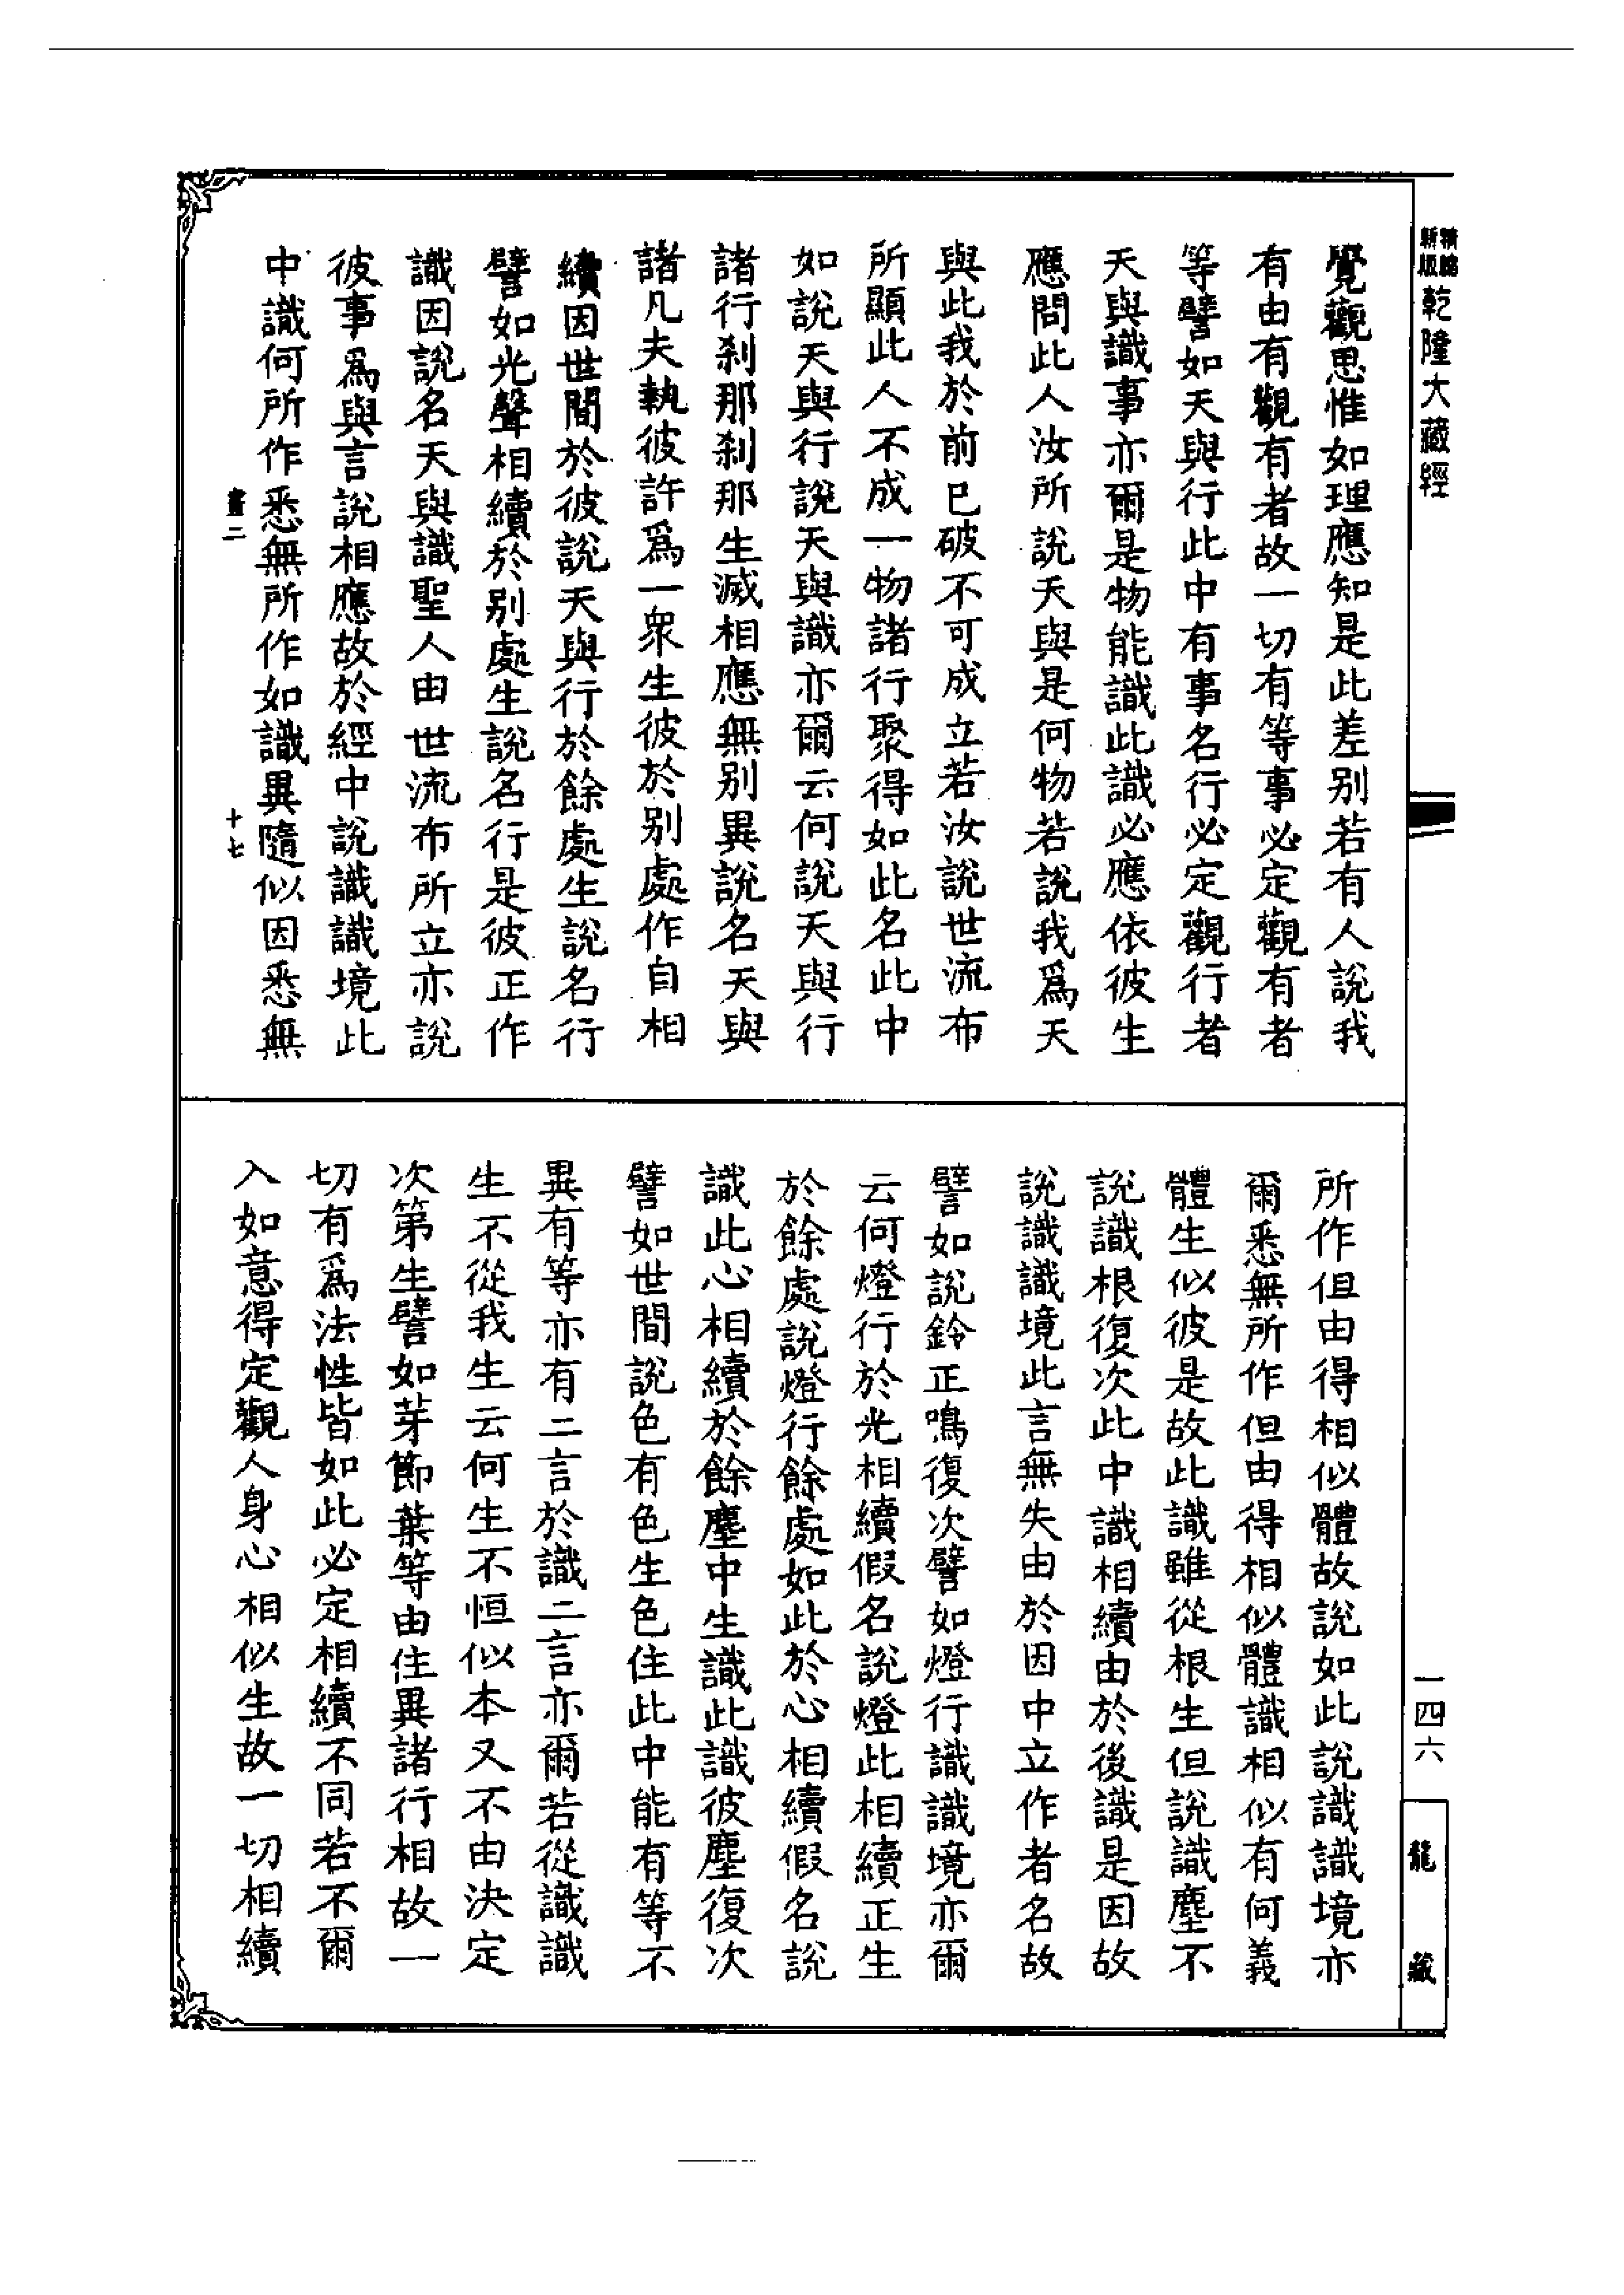 新版
精縮
乾隆大藏經
覺觀思惟如理應知是此差别若有人說我
有由有觀有者故一切有等事必定觀有者
等譬如天與行此中有事名行必定觀行者
天與識事亦爾是物能識此識必應依彼生
應問此人汝所說天與是何物若說我爲天
與此我於前已破不可成立若汝說世流布
所顯此人不成一物諸行聚得如此名此中
如說天與行說天與識亦爾云何說天與行
諸行刹那刹那生滅相應無别異說名天與
諸凡夫執彼許爲一衆生彼於别處作自相
續因世間於彼說天與行於餘處生說名行
譬如光聲相續於别處生說名行是彼正作
識因說名天與識聖人由世流布所立亦說
彼事爲與言說相應故於經中說識識境此
中識何所作悉無所作如識異隨似因悉無
畫二
十七
所作但由得相似體故說如此說識識境亦
爾悉無所作但由得相似體識相似有何義
體生似彼是故此識雖從根生但說識塵不
說識根復次此中識相續由於後識是因故
說識識境此言無失由於因中立作者名故
譬如說鈴正鳴復次譬如燈行識識境亦爾
云何燈行於光相續假名說燈此相續正生
於餘處說燈行餘處如此於心相續假名說
識此心相續於餘塵中生識此識彼塵復次
譬如世間說色有色生色住此中能有等不
異有等亦有二言於識二言亦爾若從識識
生不從我生云何生不恒似本又不由決定
次第生譬如芽節葉等由住異諸行相故一
切有爲法性皆如此必定相續不同若不爾
入如意得定觀人身心相似生故一切相續
一四六
龍藏